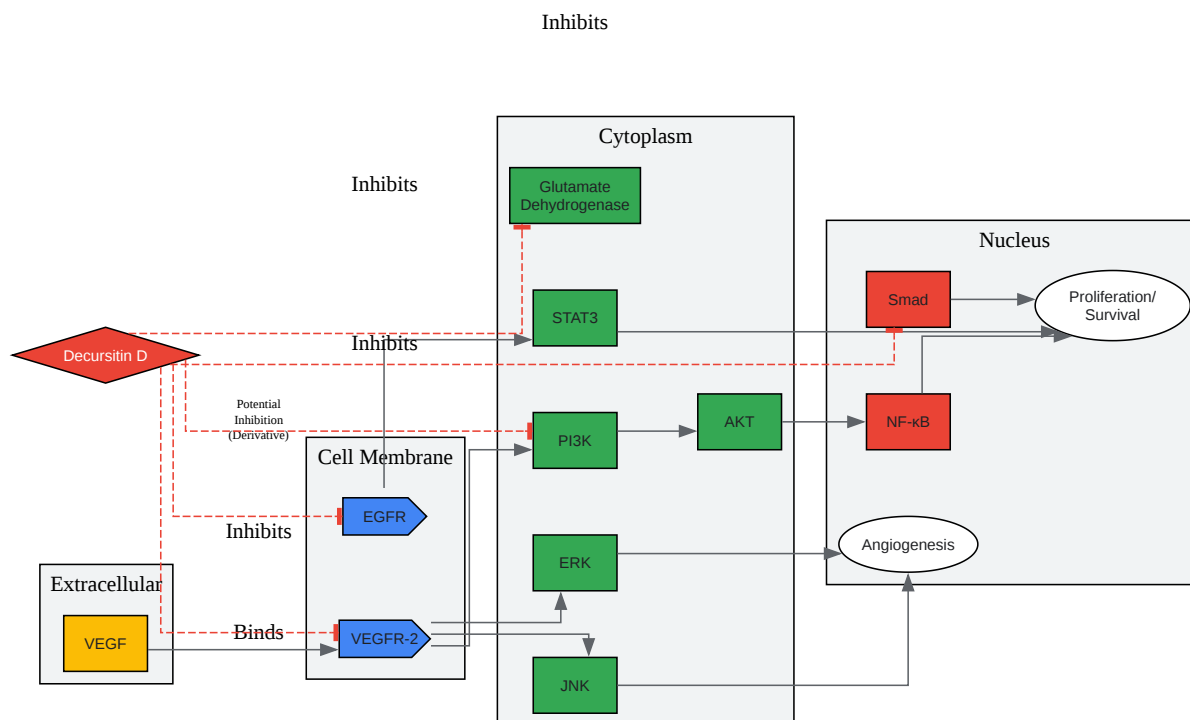 Inhibits
Cytoplasm
Inhibits
Glutamate
Dehydrogenase
Nucleus
Smad
Proliferation/
Survival
STAT3
Decursitin D
Inhibits
Potential
Inhibition
(Derivative)
PI3K
AKT
NF-κB
Cell Membrane
EGFR
Inhibits
Angiogenesis
ERK
Extracellular
VEGF
Binds
VEGFR-2
JNK